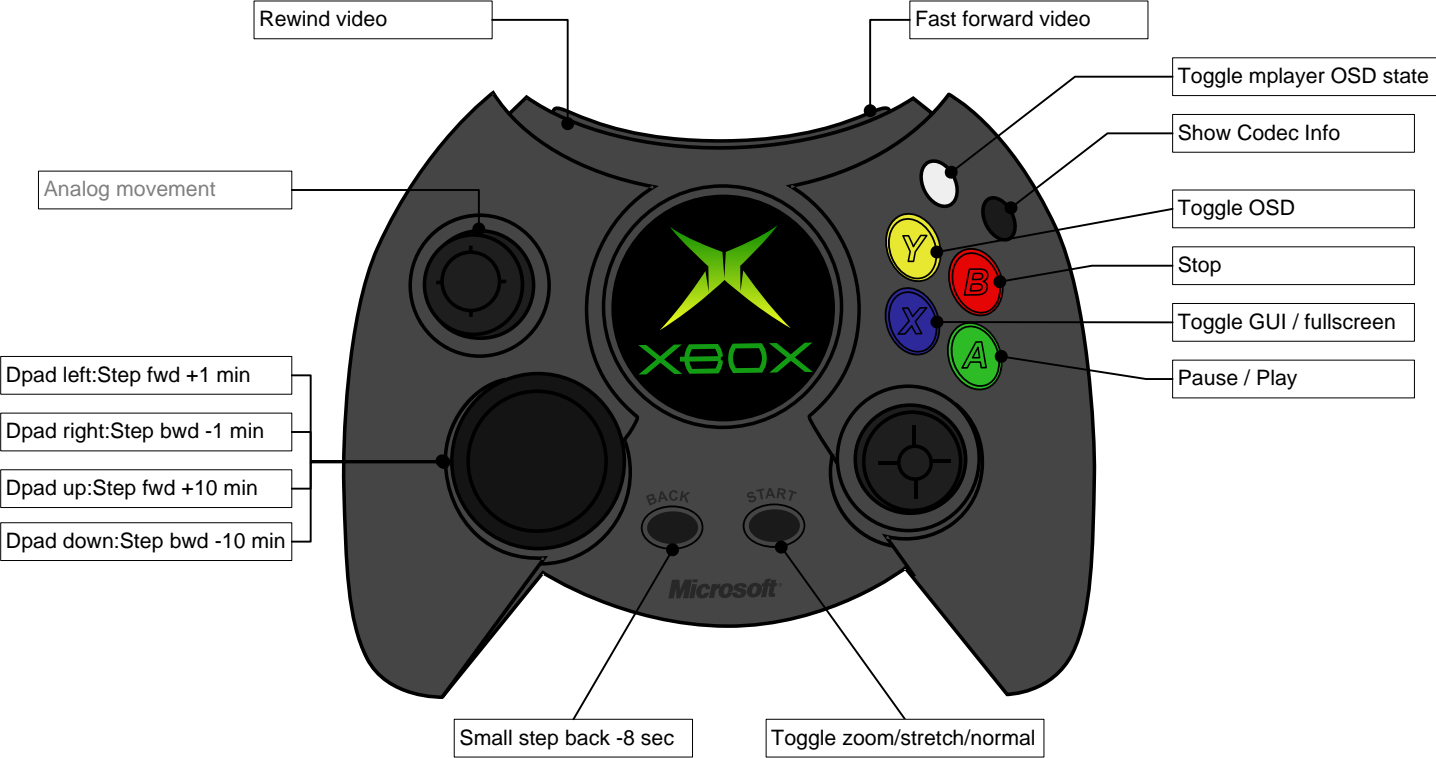 Rewind video
Fast forward video
Toggle mplayer OSD state
Show Codec Info
Analog movement
Toggle OSD
Y
Stop
B
X
Toggle GUI / fullscreen
XBOX
A
Pause / Play
Dpad left:Step fwd +1 min
Dpad right:Step bwd -1 min
Dpad up:Step fwd +10 min
Dpad down:Step bwd -10 min
BACK
START
Microsoft
Small step back -8 sec
Toggle zoom/stretch/normal